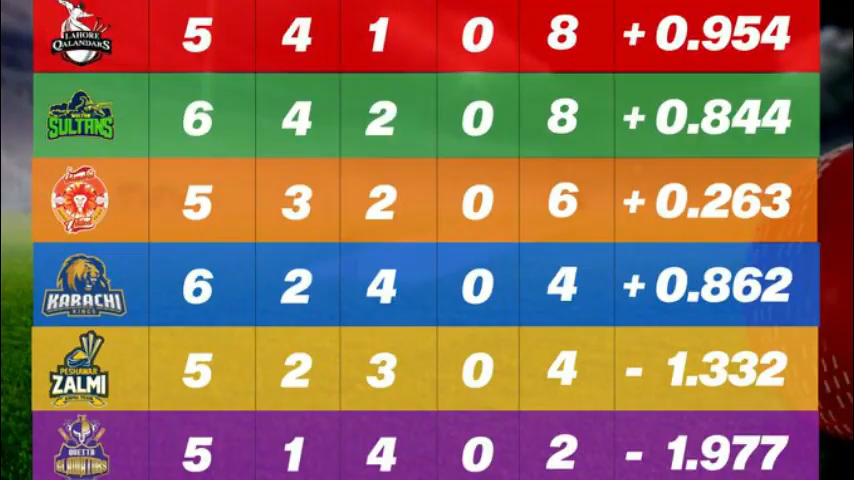 LAHORE QALANDARS 5 4 1 0 8 + 0.954
MULTAN SULTANS 6 4 2 0 8 + 0.844
United 5 3 2 0 6 + 0.263
KARACHI KINGS 6 2 4 0 4 + 0.862
PESHAWAR ZALMI 5 2 3 0 4 - 1.332
QUETTA GLADIATORS 5 1 4 0 2 - 1.977